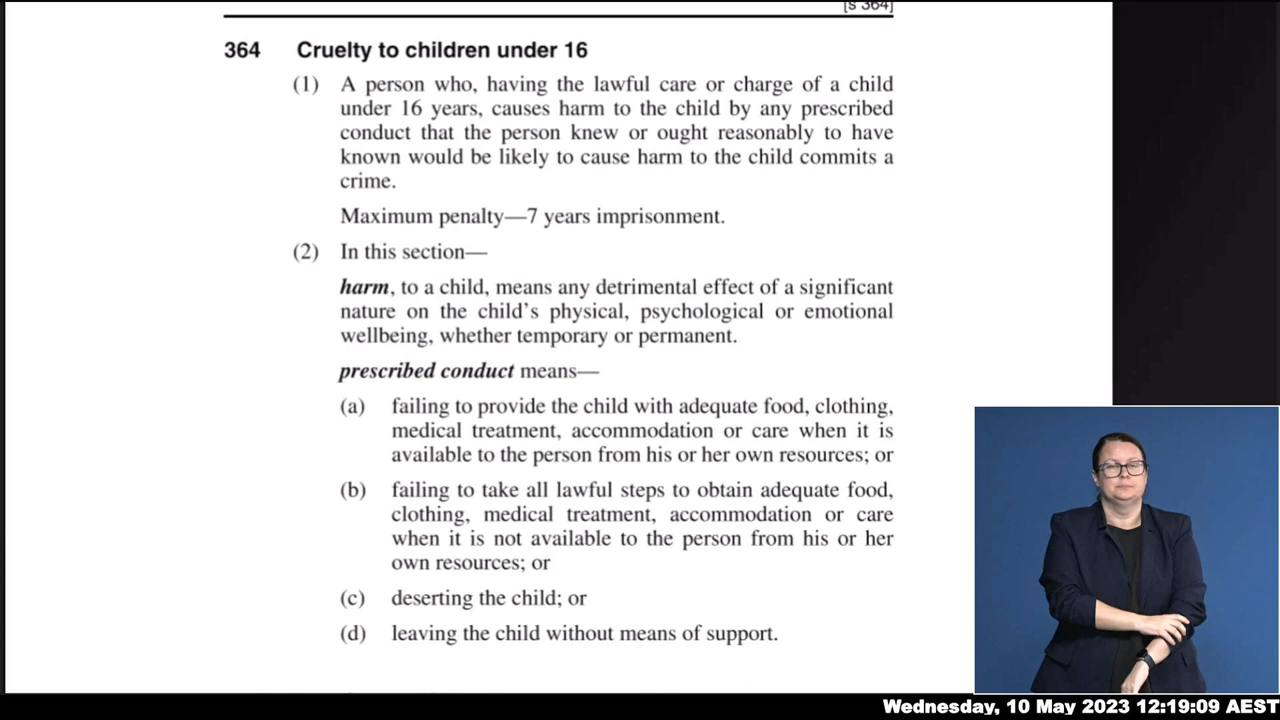 [s 364]
364 Cruelty to children under 16
(1) A person who, having the lawful care or charge of a child
under 16 years, causes harm to the child by any prescribed
conduct that the person knew or ought reasonably to have
known would be likely to cause harm to the child commits a
crime.
Maximum penalty—7 years imprisonment.
(2) In this section—
harm, to a child, means any detrimental effect of a significant
nature on the child's physical, psychological or emotional
wellbeing, whether temporary or permanent.
prescribed conduct means—
(a) failing to provide the child with adequate food, clothing,
medical treatment, accommodation or care when it is
available to the person from his or her own resources; or
(b) failing to take all lawful steps to obtain adequate food,
clothing, medical treatment, accommodation or care
when it is not available to the person from his or her
own resources; or
(c) deserting the child; or
(d) leaving the child without means of support.
Wednesday, 10 May 2023 12:19:09 AEST